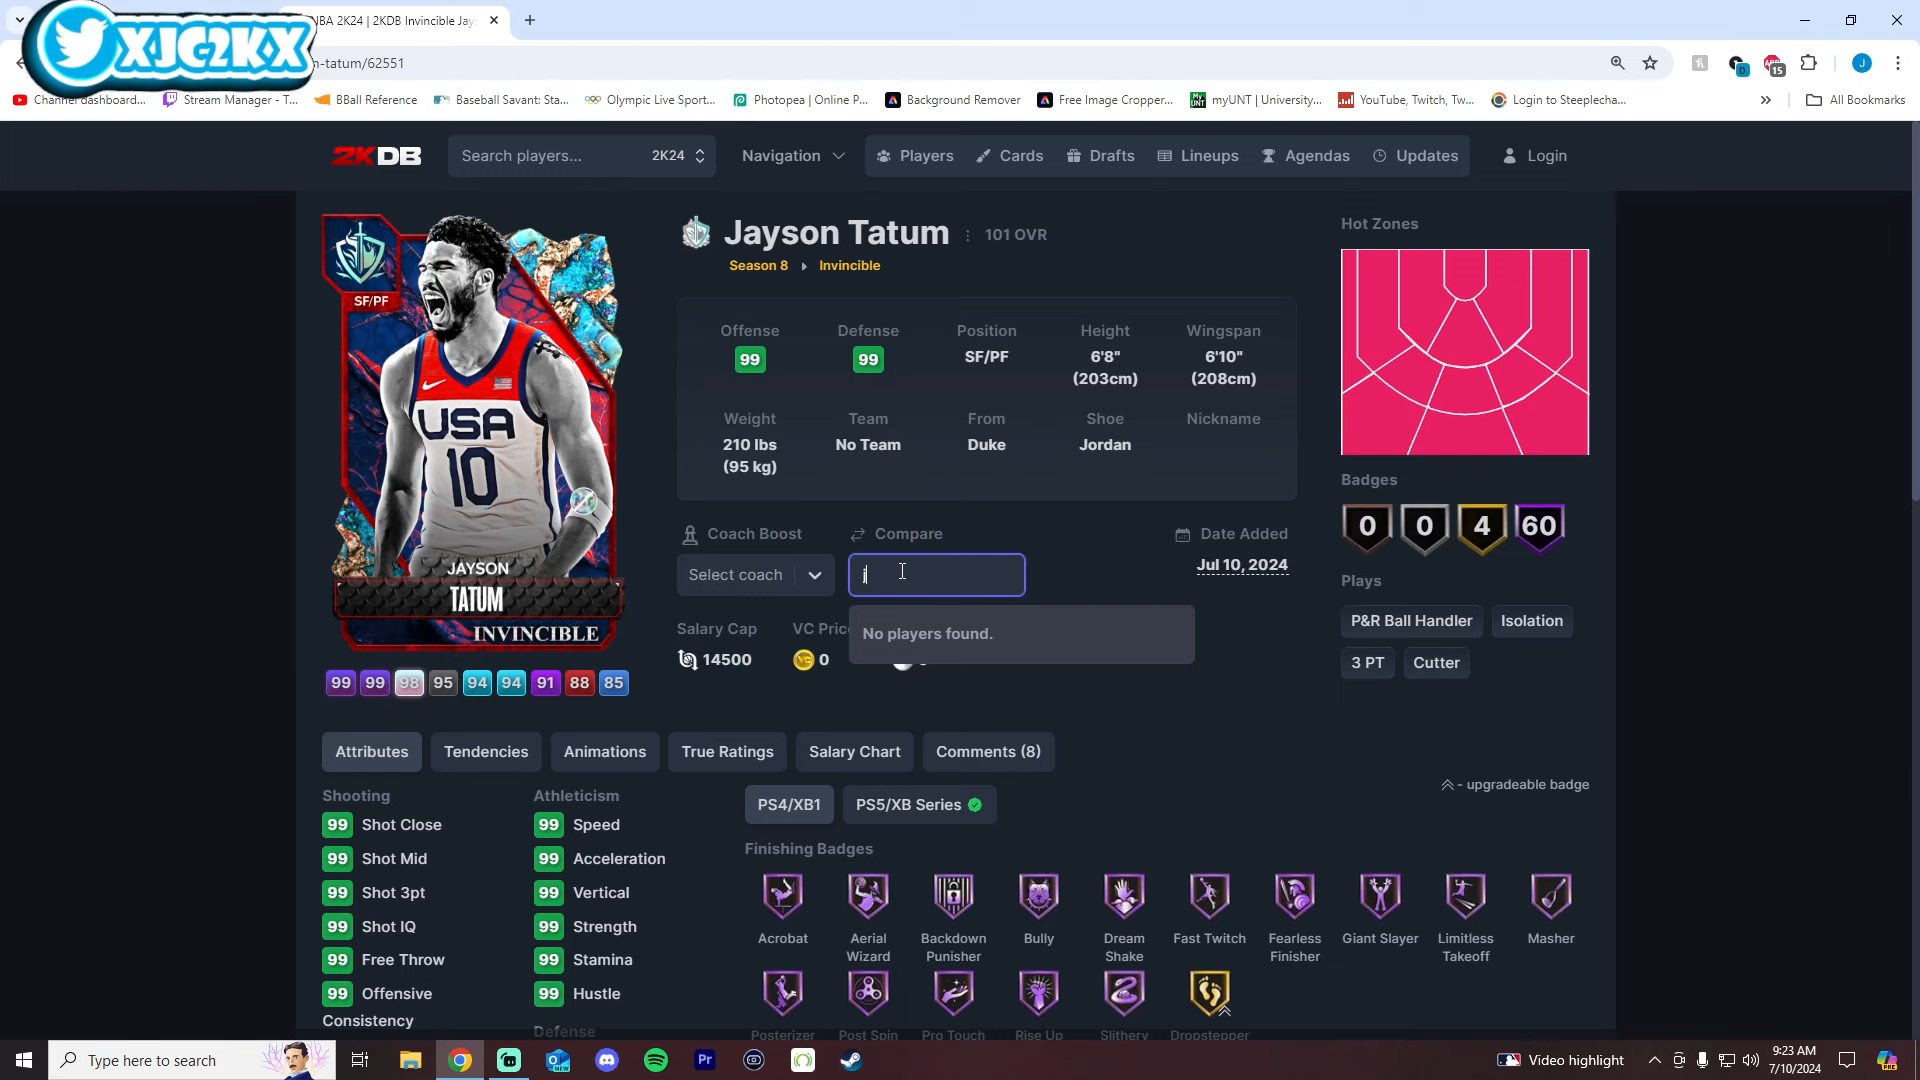 XJC2KX
NBA 2K24 | 2KDB Invincible Jays
n-tatum/62551
15
Channel dashboard...
Stream Manager - T...
BBall Reference
Baseball Savant: Sta...
Olympic Live Sport...
Photopea | Online P...
Background Remover
Free Image Cropper...
myUNT | University...
YouTube, Twitch, Tw...
Login to Steeplecha...
All Bookmarks
2KDB
Search players...
2K24
Navigation
Players
Cards
Drafts
Lineups
Agendas
Updates
Login
SF/PF
USA
10
JAYSON
TATUM
INVINCIBLE
99 99 98 95 94 94 91 88 85
Jayson Tatum
101 OVR
Season 8
Invincible
Offense
Defense
Position
Height
Wingspan
99
99
SF/PF
6'8"
(203cm)
6'10"
(208cm)
Weight
Team
From
Shoe
Nickname
210 lbs
(95 kg)
No Team
Duke
Jordan
Coach Boost
Compare
Date Added
Select coach
j
Jul 10, 2024
No players found.
Salary Cap
VC Price
14500
0
Hot Zones
Badges
0 0 4 60
Plays
P&R Ball Handler
Isolation
3 PT
Cutter
Attributes
Tendencies
Animations
True Ratings
Salary Chart
Comments (8)
- upgradeable badge
Shooting
99 Shot Close
99 Shot Mid
99 Shot 3pt
99 Shot IQ
99 Free Throw
99 Offensive
Consistency
Athleticism
99 Speed
99 Acceleration
99 Vertical
99 Strength
99 Stamina
99 Hustle
Defense
PS4/XB1
PS5/XB Series
Finishing Badges
Acrobat
Aerial
Wizard
Backdown
Punisher
Bully
Dream
Shake
Fast Twitch
Fearless
Finisher
Giant Slayer
Limitless
Takeoff
Masher
Posterizer
Post Spin
Pro Touch
Rise Up
Slithery
Dropstepper
Type here to search
Video highlight
9:23 AM
7/10/2024